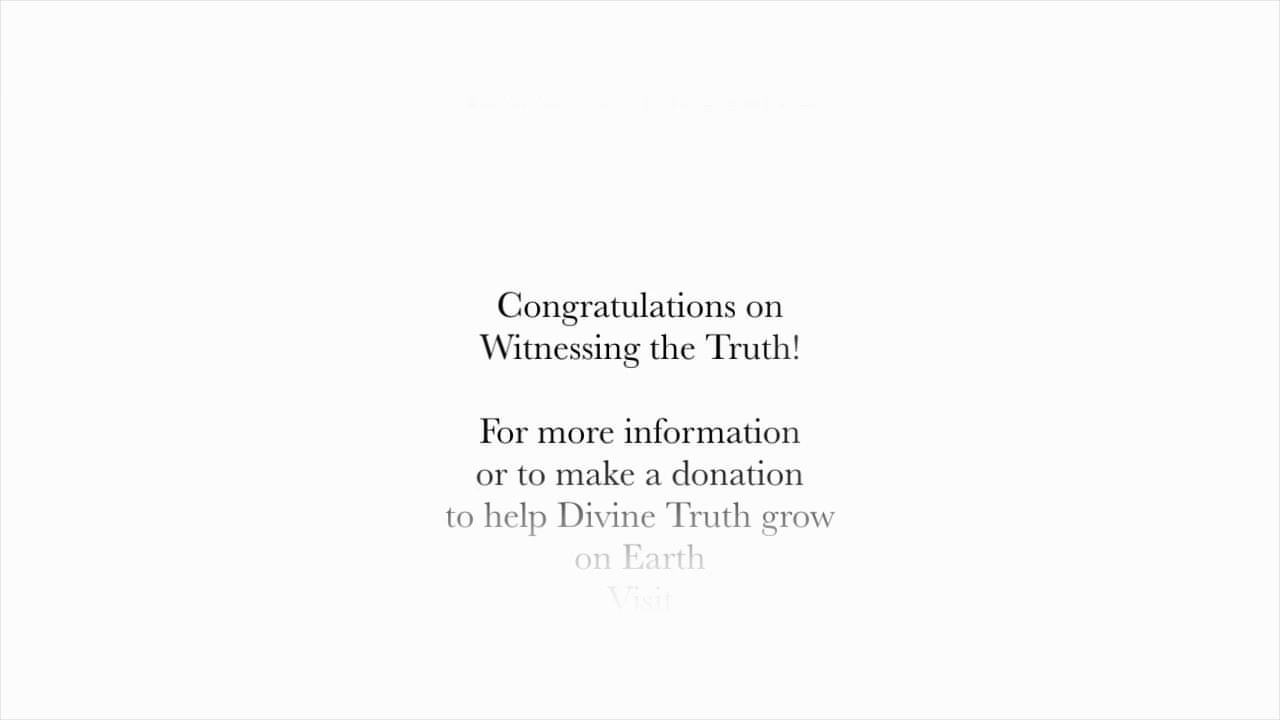 Congratulations on
Witnessing the Truth!
For more information
or to make a donation
to help Divine Truth grow
on Earth
Visit